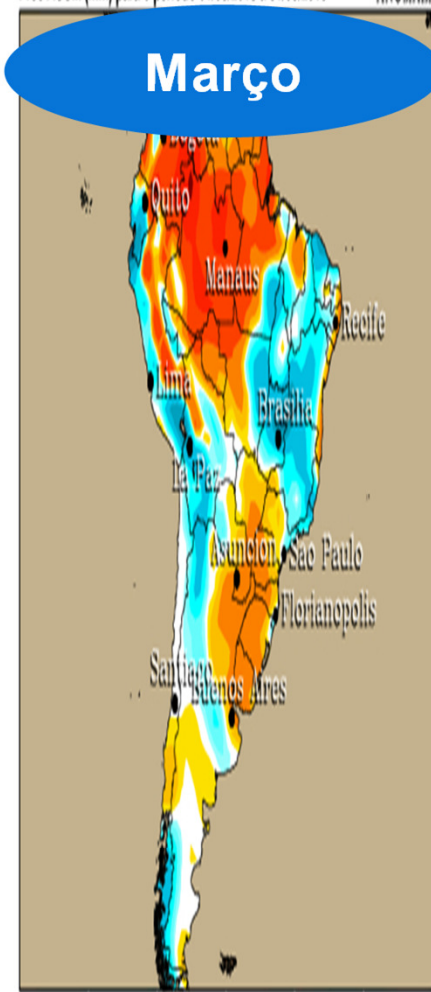 Março
Bogota
Quito
Manaus
Recife
Lima
Brasilia
La Paz
Asuncion
Sao Paulo
Florianopolis
Santiago
Buenos Aires